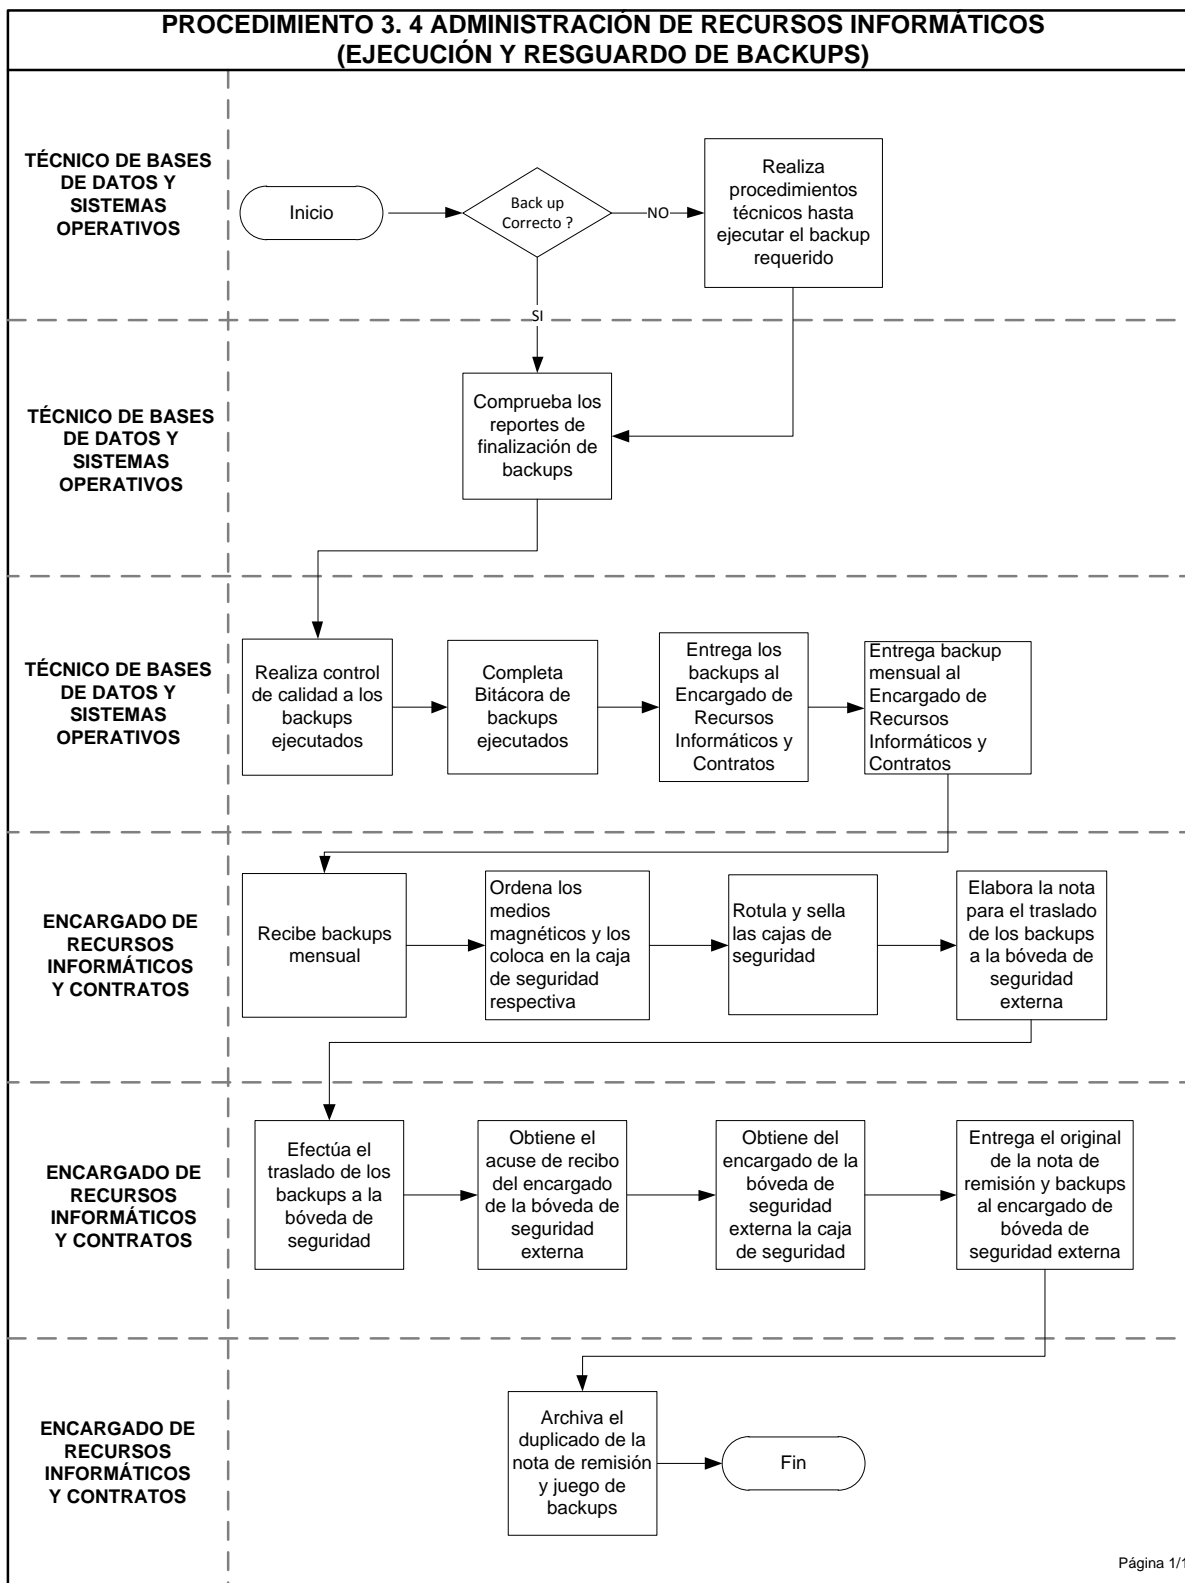 PROCEDIMIENTO 3. 4 ADMINISTRACIÓN DE RECURSOS INFORMÁTICOS
(EJECUCIÓN Y RESGUARDO DE BACKUPS)
TÉCNICO DE BASES
DE DATOS Y
SISTEMAS
OPERATIVOS
Inicio
Back up
Correcto ?
NO
Realiza
procedimientos
técnicos hasta
ejecutar el backup
requerido
SI
TÉCNICO DE BASES
DE DATOS Y
SISTEMAS
OPERATIVOS
Comprueba los
reportes de
finalización de
backups
TÉCNICO DE BASES
DE DATOS Y
SISTEMAS
OPERATIVOS
Realiza control
de calidad a los
backups
ejecutados
Completa
Bitácora de
backups
ejecutados
Entrega los
backups al
Encargado de
Recursos
Informáticos y
Contratos
Entrega backup
mensual al
Encargado de
Recursos
Informáticos y
Contratos
ENCARGADO DE
RECURSOS
INFORMÁTICOS
Y CONTRATOS
Recibe backups
mensual
Ordena los
medios
magnéticos y los
coloca en la caja
de seguridad
respectiva
Rotula y sella
las cajas de
seguridad
Elabora la nota
para el traslado
de los backups
a la bóveda de
seguridad
externa
ENCARGADO DE
RECURSOS
INFORMÁTICOS
Y CONTRATOS
Efectúa el
traslado de los
backups a la
bóveda de
seguridad
Obtiene el
acuse de recibo
del encargado
de la bóveda de
seguridad
externa
Obtiene del
encargado de la
bóveda de
seguridad
externa la caja
de seguridad
Entrega el original
de la nota de
remisión y backups
al encargado de
bóveda de
seguridad externa
ENCARGADO DE
RECURSOS
INFORMÁTICOS
Y CONTRATOS
Archiva el
duplicado de la
nota de remisión
y juego de
backups
Fin
Página 1/1